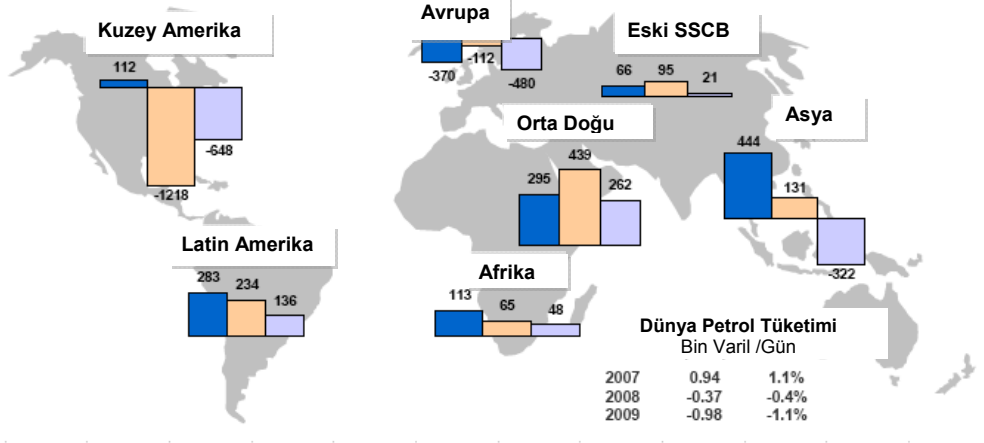 Avrupa
Kuzey Amerika
Eski SSCB
112
-112
-370
-480
66 95 21
Orta Doğu
Asya
-648
-1218
295 439 262
444
131
-322
Latin Amerika
283 234 136
Afrika
113 65 48
Dünya Petrol Tüketimi
Bin Varil /Gün
2007 0.94 1.1%
2008 -0.37 -0.4%
2009 -0.98 -1.1%